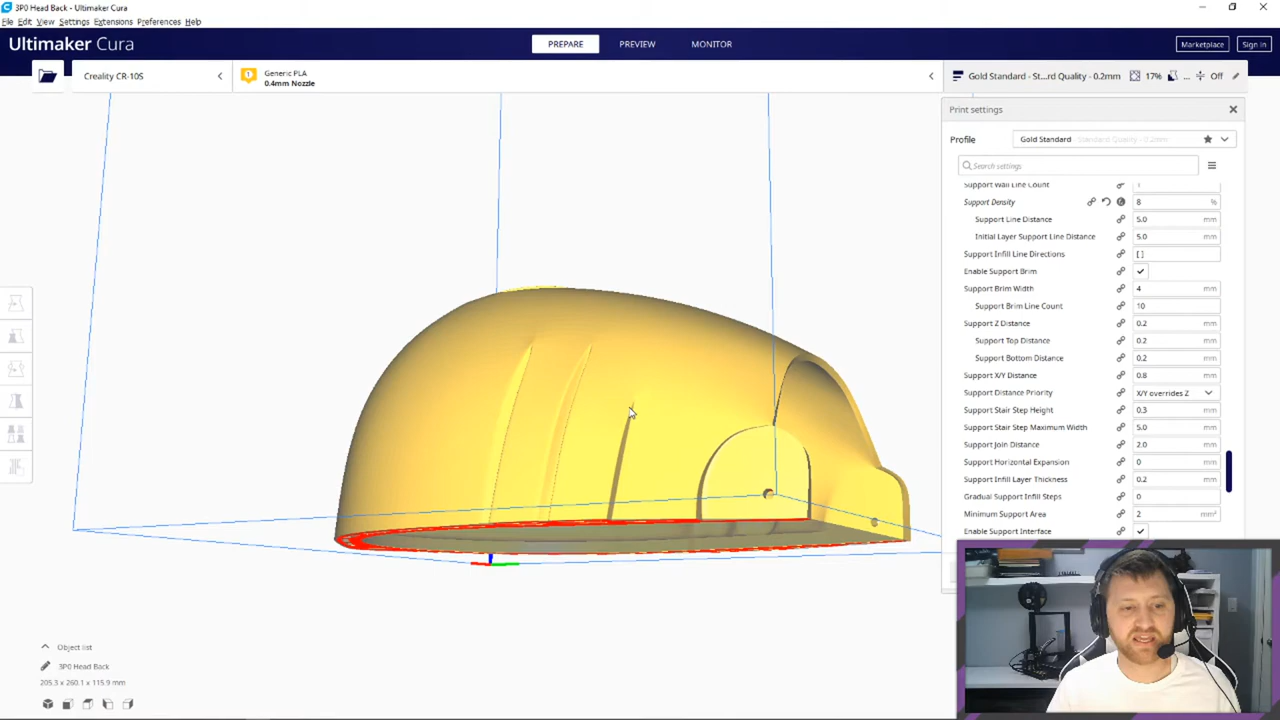 3P0 Head Back - Ultimaker Cura
File Edit View Settings Extensions Preferences Help
Ultimaker Cura
PREPARE
PREVIEW
MONITOR
Marketplace
Sign in
Creality CR-10S
1
Generic PLA
0.4mm Nozzle
Gold Standard - St...rd Quality - 0.2mm 17% ... Off
Print settings
Profile Gold Standard Standard Quality - 0.2mm
Search settings
Support Wall Line Count 1
Support Density 8 %
Support Line Distance 5.0 mm
Initial Layer Support Line Distance 5.0 mm
Support Infill Line Directions [ ]
Enable Support Brim
Support Brim Width 4 mm
Support Brim Line Count 10
Support Z Distance 0.2 mm
Support Top Distance 0.2 mm
Support Bottom Distance 0.2 mm
Support X/Y Distance 0.8 mm
Support Distance Priority X/Y overrides Z
Support Stair Step Height 0.3 mm
Support Stair Step Maximum Width 5.0 mm
Support Join Distance 2.0 mm
Support Horizontal Expansion 0 mm
Support Infill Layer Thickness 0.2 mm
Gradual Support Infill Steps 0
Minimum Support Area 2 mm²
Enable Support Interface
Object list
3P0 Head Back
205.3 x 260.1 x 115.9 mm